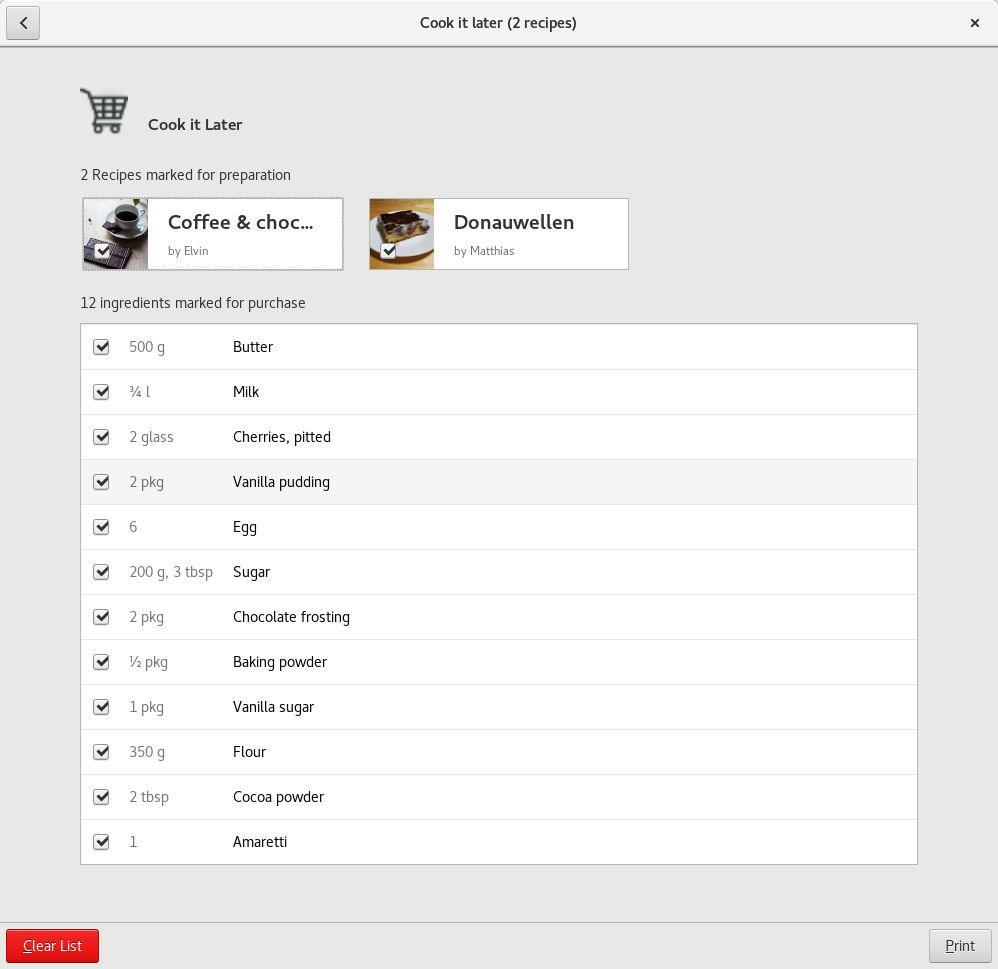 Cook it later (2 recipes)
Cook it Later
2 Recipes marked for preparation
Coffee & choc...
by Elvin
Donauwellen
by Matthias
12 ingredients marked for purchase
500 g Butter
¾ l Milk
2 glass Cherries, pitted
2 pkg Vanilla pudding
6 Egg
200 g, 3 tbsp Sugar
2 pkg Chocolate frosting
½ pkg Baking powder
1 pkg Vanilla sugar
350 g Flour
2 tbsp Cocoa powder
1 Amaretti
Clear List Print